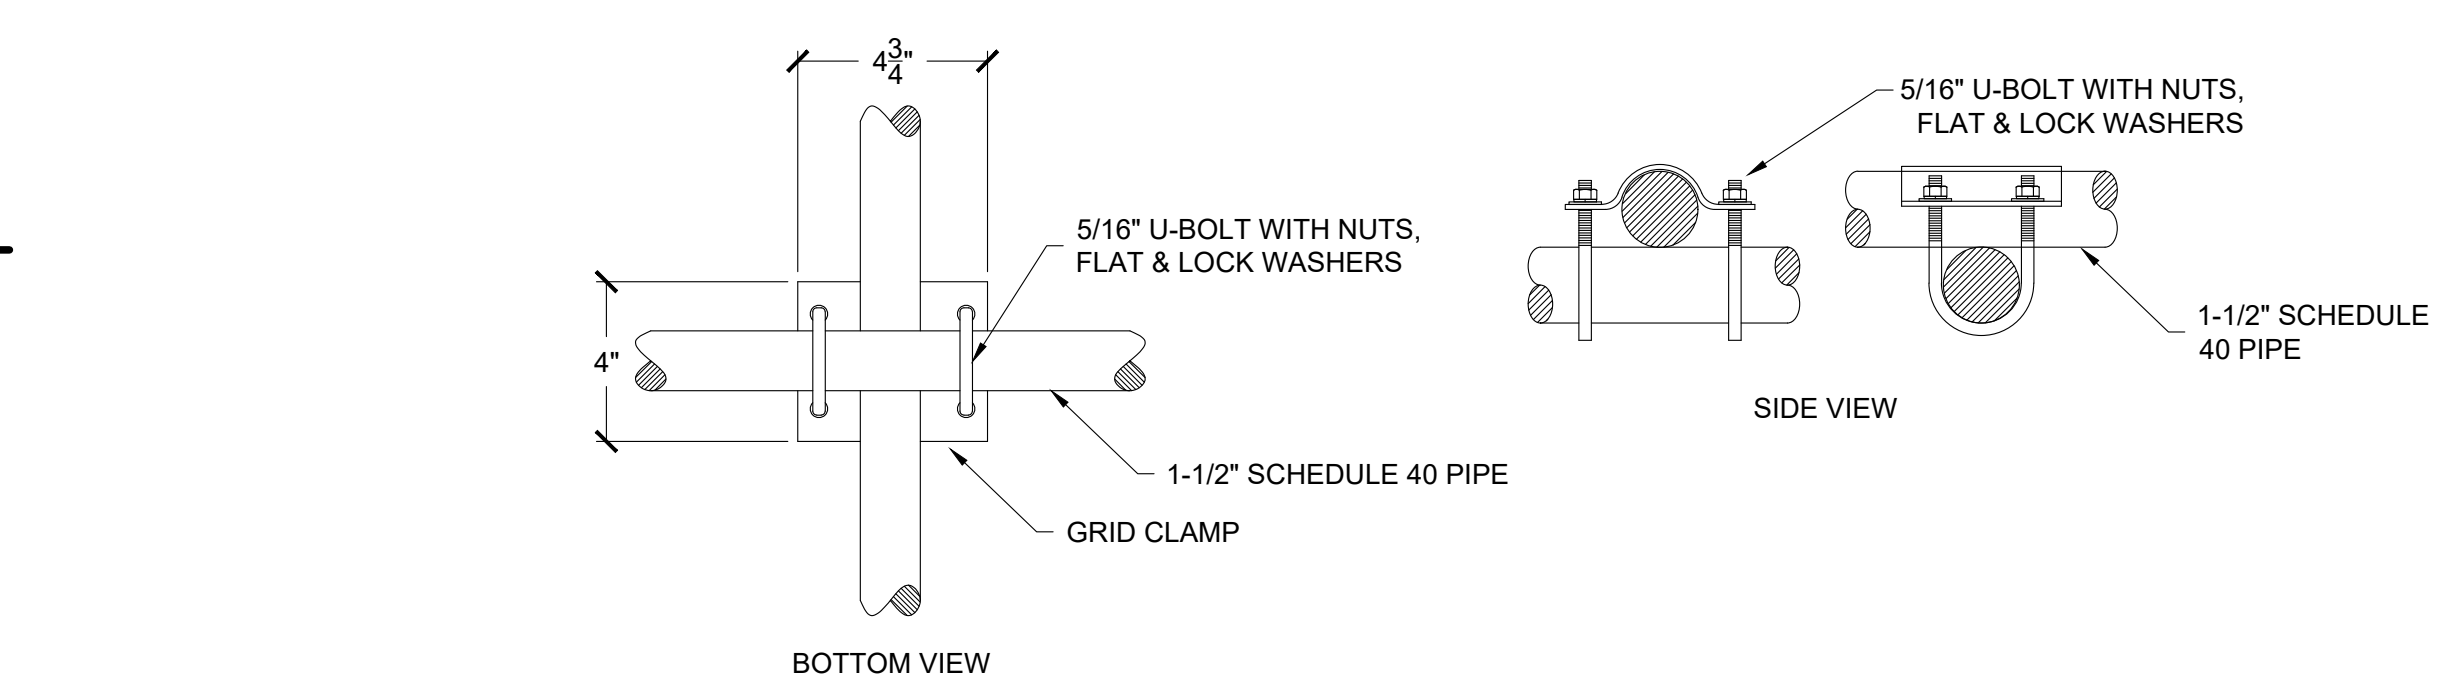 4 3/4"
5/16" U-BOLT WITH NUTS,
FLAT & LOCK WASHERS
4"
1-1/2" SCHEDULE 40 PIPE
GRID CLAMP
BOTTOM VIEW
5/16" U-BOLT WITH NUTS,
FLAT & LOCK WASHERS
1-1/2" SCHEDULE
40 PIPE
SIDE VIEW